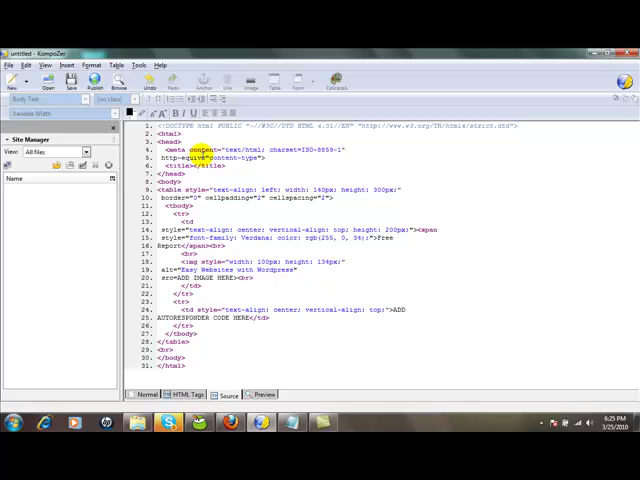 untitled - KompoZer
File Edit View Insert Format Table Tools Help
New Open Save Publish Browse Undo Redo Anchor Link Image Table Form CaScadeS
Body Text (no class)
Variable Width
Site Manager
View: All files
Name
1. <!DOCTYPE html PUBLIC "-//W3C//DTD HTML 4.01//EN" "http://www.w3.org/TR/html4/strict.dtd">
2. <html>
3. <head>
4. <meta content="text/html; charset=ISO-8859-1"
5. http-equiv="content-type">
6. <title></title>
7. </head>
8. <body>
9. <table style="text-align: left; width: 140px; height: 300px;"
10. border="0" cellpadding="2" cellspacing="2">
11. <tbody>
12. <tr>
13. <td
14. style="text-align: center; vertical-align: top; height: 200px;"><span
15. style="font-family: Verdana; color: rgb(255, 0, 34);">Free
16. Report</span><br>
17. <br>
18. <img style="width: 100px; height: 134px;"
19. alt="Easy Websites with Wordpress"
20. src=ADD IMAGE HERE><br>
21. </td>
22. </tr>
23. <tr>
24. <td style="text-align: center; vertical-align: top;">ADD
25. AUTORESPONDER CODE HERE</td>
26. </tr>
27. </tbody>
28. </table>
29. <br>
30. </body>
31. </html>
Normal HTML Tags Source Preview
6:25 PM
3/25/2010